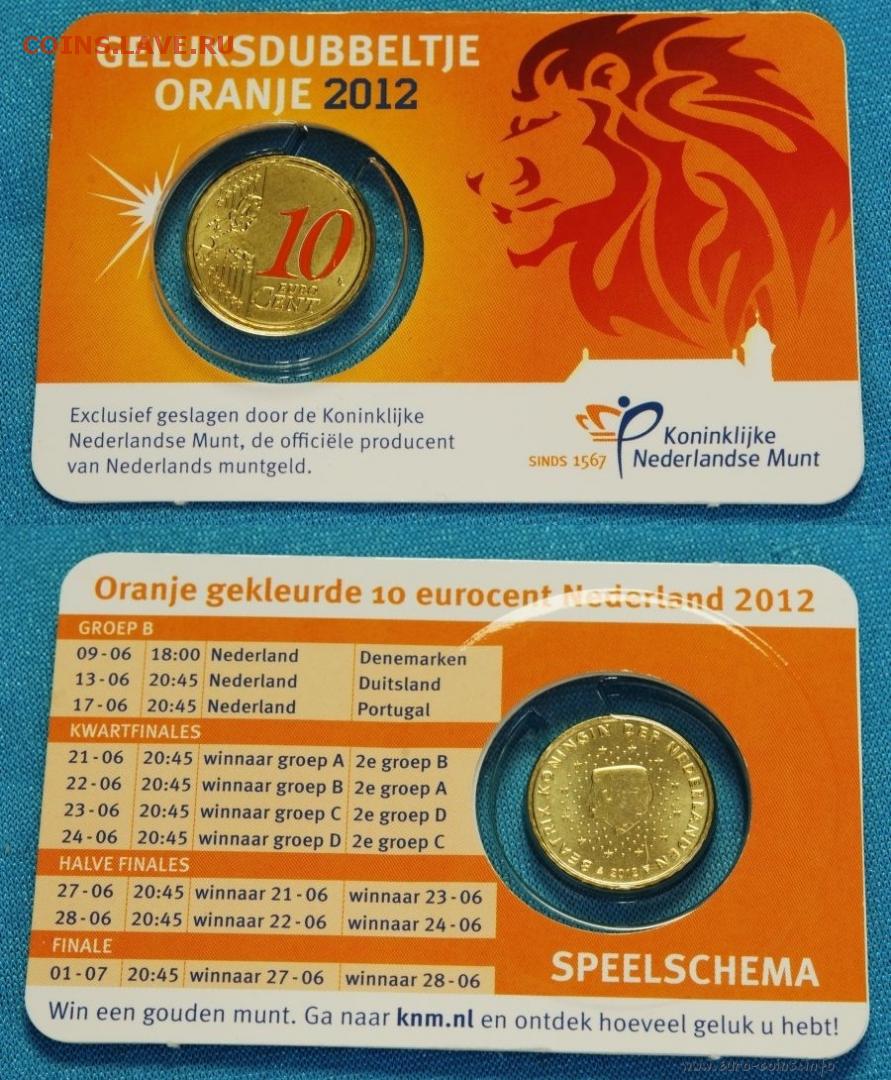 COINS.LAVE.RU
GELUKSDUBBELTJE
ORANJE 2012
10
EURO
CENT
Exclusief geslagen door de Koninklijke
Nederlandse Munt, de officiële producent
van Nederlands muntgeld.
SINDS 1567
Koninklijke
Nederlandse Munt
Oranje gekleurde 10 eurocent Nederland 2012
GROEP B
09-06 18:00 Nederland Denemarken
13-06 20:45 Nederland Duitsland
17-06 20:45 Nederland Portugal
KWARTFINALES
21-06 20:45 winnaar groep A 2e groep B
22-06 20:45 winnaar groep B 2e groep A
23-06 20:45 winnaar groep C 2e groep D
24-06 20:45 winnaar groep D 2e groep C
HALVE FINALES
27-06 20:45 winnaar 21-06 winnaar 23-06
28-06 20:45 winnaar 22-06 winnaar 24-06
FINALE
01-07 20:45 winnaar 27-06 winnaar 28-06
BEATRIX KONINGIN DER NEDERLANDEN
2012
SPEELSCHEMA
Win een gouden munt. Ga naar knm.nl en ontdek hoeveel geluk u hebt!
www.euro-coins.info